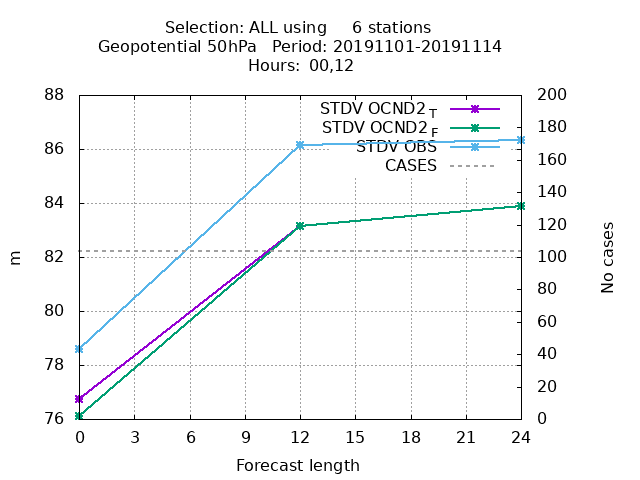 Selection: ALL using     6 stations
Geopotential 50hPa   Period: 20191101-20191114
Hours: 00,12
88
86
84
82
80
78
76
m
STDV OCND2 T
STDV OCND2 F
STDV OBS
CASES
200
180
160
140
120
100
80
60
40
20
0
No cases
0 3 6 9 12 15 18 21 24
Forecast length